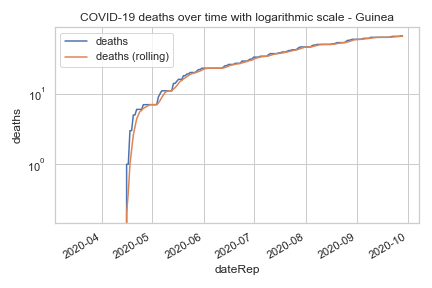 COVID-19 deaths over time with logarithmic scale - Guinea
deaths
deaths (rolling)
10¹
10⁰
deaths
2020-04
2020-05
2020-06
2020-07
2020-08
2020-09
2020-10
dateRep